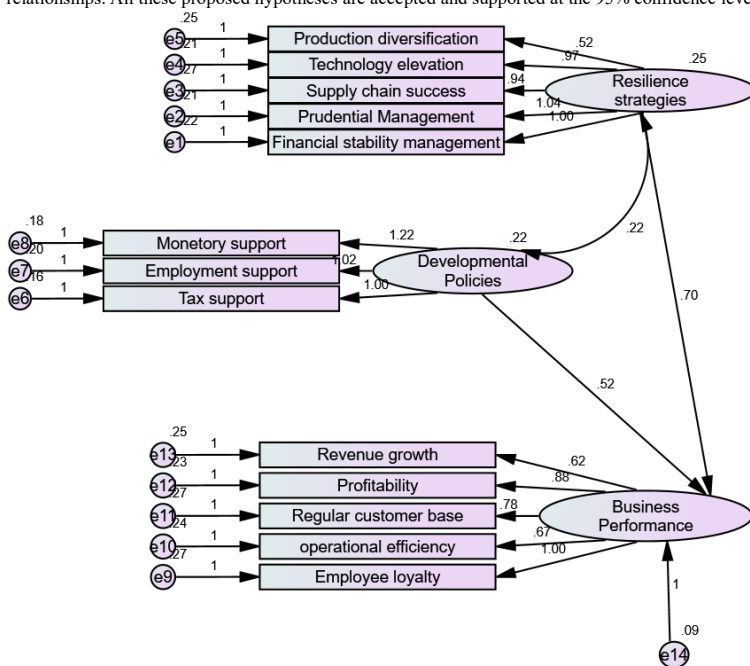 relationships. All these proposed hypotheses are accepted and supported at the 95% confidence leve
.25
e5 1 Production diversification
.52
.21
e4 1 Technology elevation
.97
.25
.27
e3 1 Supply chain success
.94
Resilience
strategies
.21
e2 1 Prudential Management
1.04
.22
e1 1 Financial stability management
1.00
.22
.70
.18
e8 1 Monetory support
1.22
.22
.20
e7 1 Employment support
1.02
Developmental
Policies
.16
e6 1 Tax support
1.00
.52
.25
e13 1 Revenue growth
.62
.23
e12 1 Profitability
.88
.27
e11 1 Regular customer base
.78
Business
Performance
.24
e10 1 operational efficiency
.67
.27
e9 1 Employee loyalty
1.00
1
.09
e14